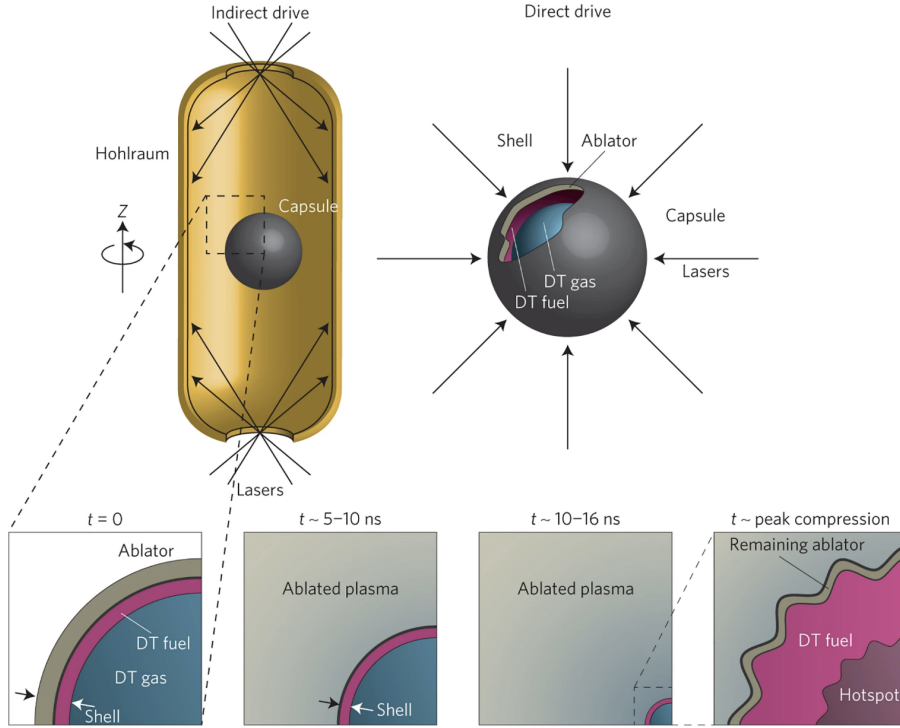 Indirect drive
Direct drive
Hohlraum
Z
Capsule
Shell
Ablator
Capsule
DT gas
DT fuel
Lasers
Lasers
t = 0
Ablator
DT fuel
DT gas
Shell
t ~ 5–10 ns
Ablated plasma
Shell
t ~ 10–16 ns
Ablated plasma
t ~ peak compression
Remaining ablator
DT fuel
Hotspot